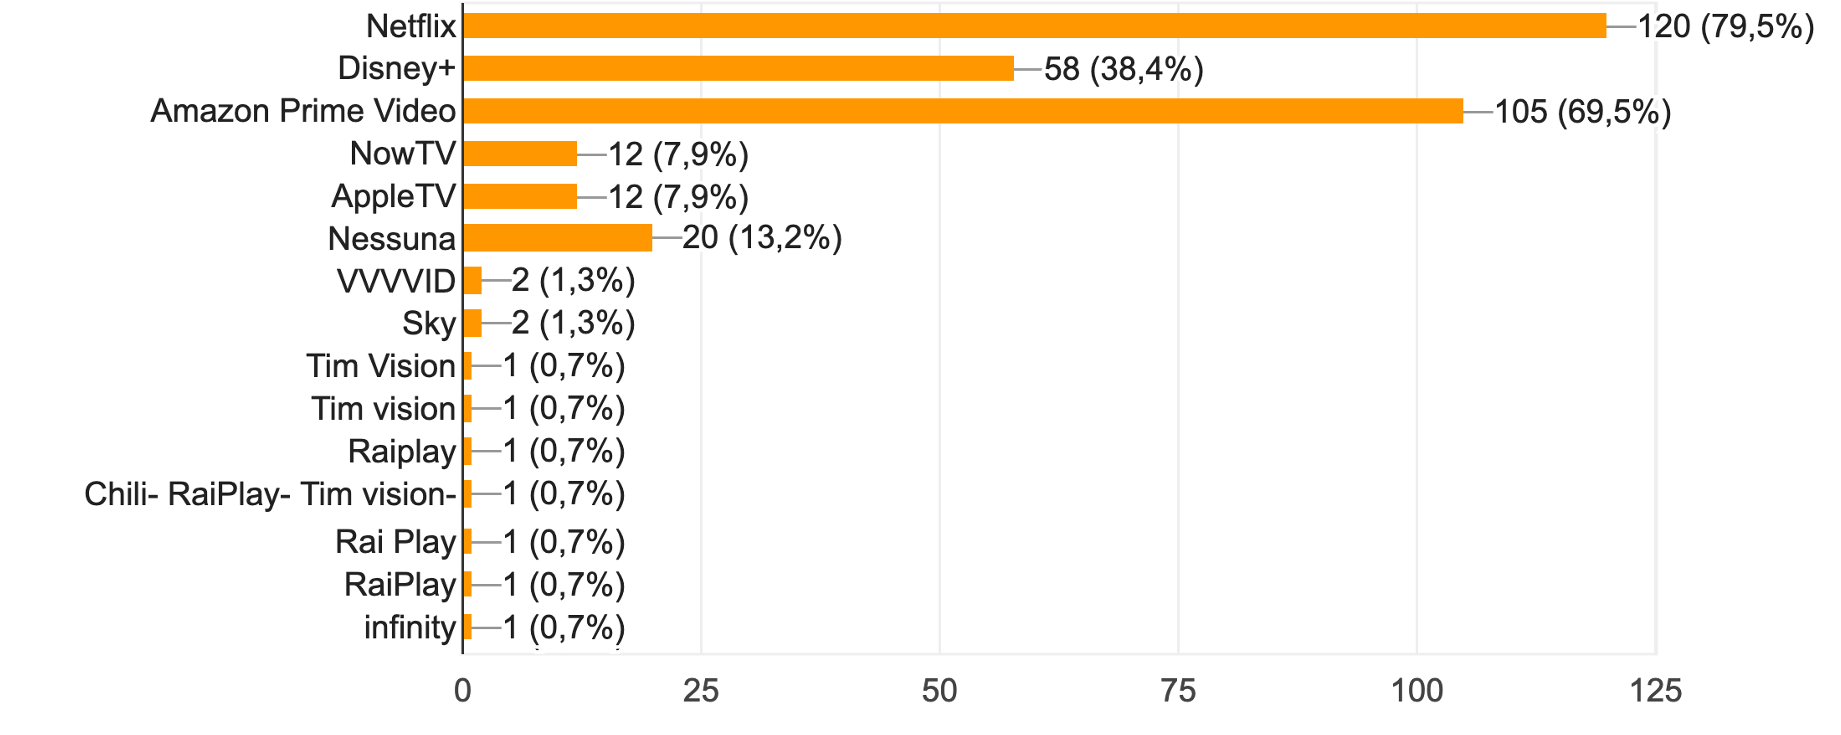 Netflix 120 (79,5%)
Disney+ 58 (38,4%)
Amazon Prime Video 105 (69,5%)
NowTV 12 (7,9%)
AppleTV 12 (7,9%)
Nessuna 20 (13,2%)
VVVVID 2 (1,3%)
Sky 2 (1,3%)
Tim Vision 1 (0,7%)
Tim vision 1 (0,7%)
Raiplay 1 (0,7%)
Chili- RaiPlay- Tim vision- 1 (0,7%)
Rai Play 1 (0,7%)
RaiPlay 1 (0,7%)
infinity 1 (0,7%)
0 25 50 75 100 125